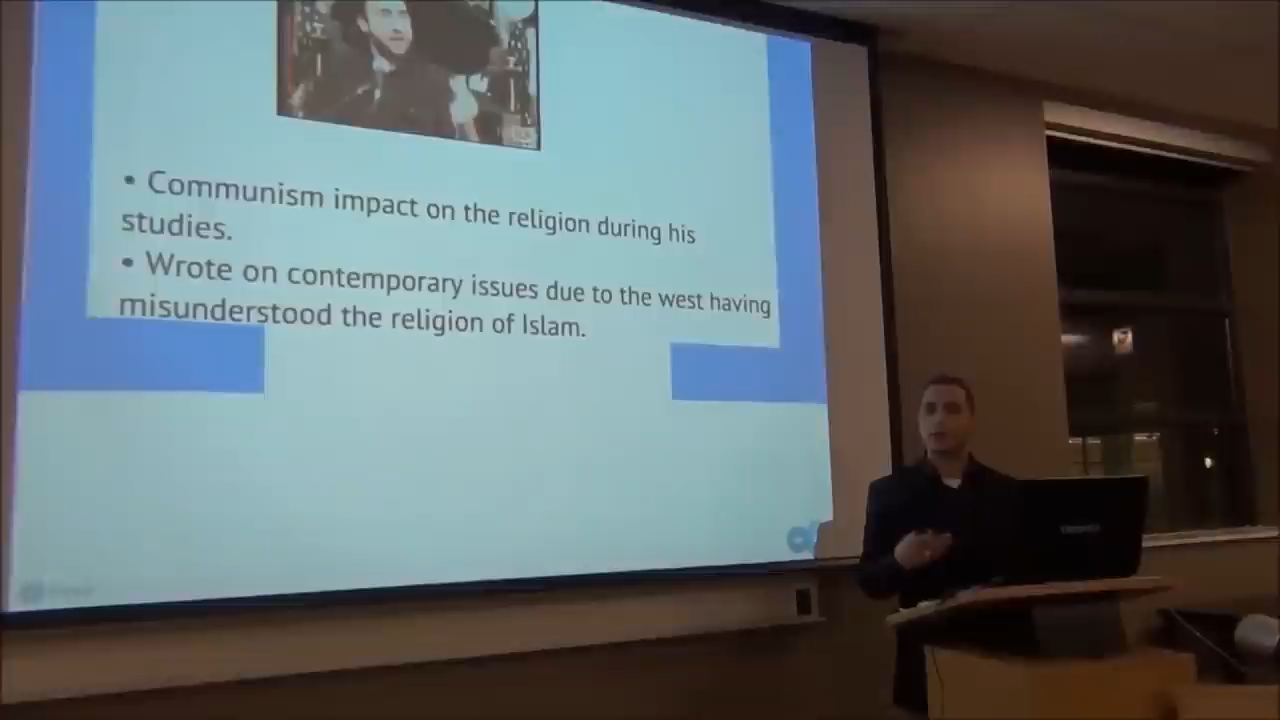 • Communism impact on the religion during his
studies.
• Wrote on contemporary issues due to the west having
misunderstood the religion of Islam.